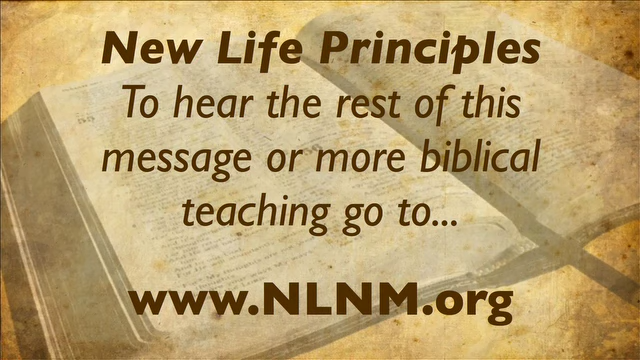 New Life Principles
To hear the rest of this
message or more biblical
teaching go to...
www.NLNM.org